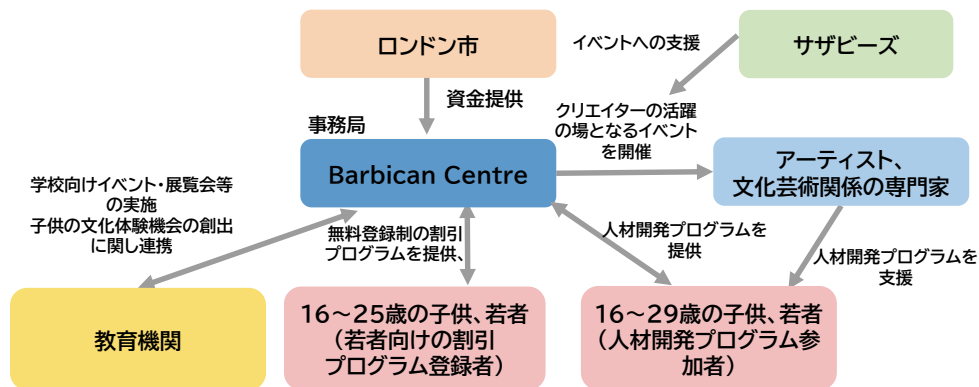 ロンドン市
イベントへの支援
サザビーズ
資金提供
事務局
クリエイターの活躍
の場となるイベント
を開催
Barbican Centre
アーティスト、
文化芸術関係の専門家
学校向けイベント・展覧会等
の実施
子供の文化体験機会の創出
に関し連携
無料登録制の割引
プログラムを提供、
人材開発プログラムを
提供
人材開発プログラムを
支援
教育機関
16～25歳の子供、若者
（若者向けの割引
プログラム登録者）
16～29歳の子供、若者
（人材開発プログラム参
加者）